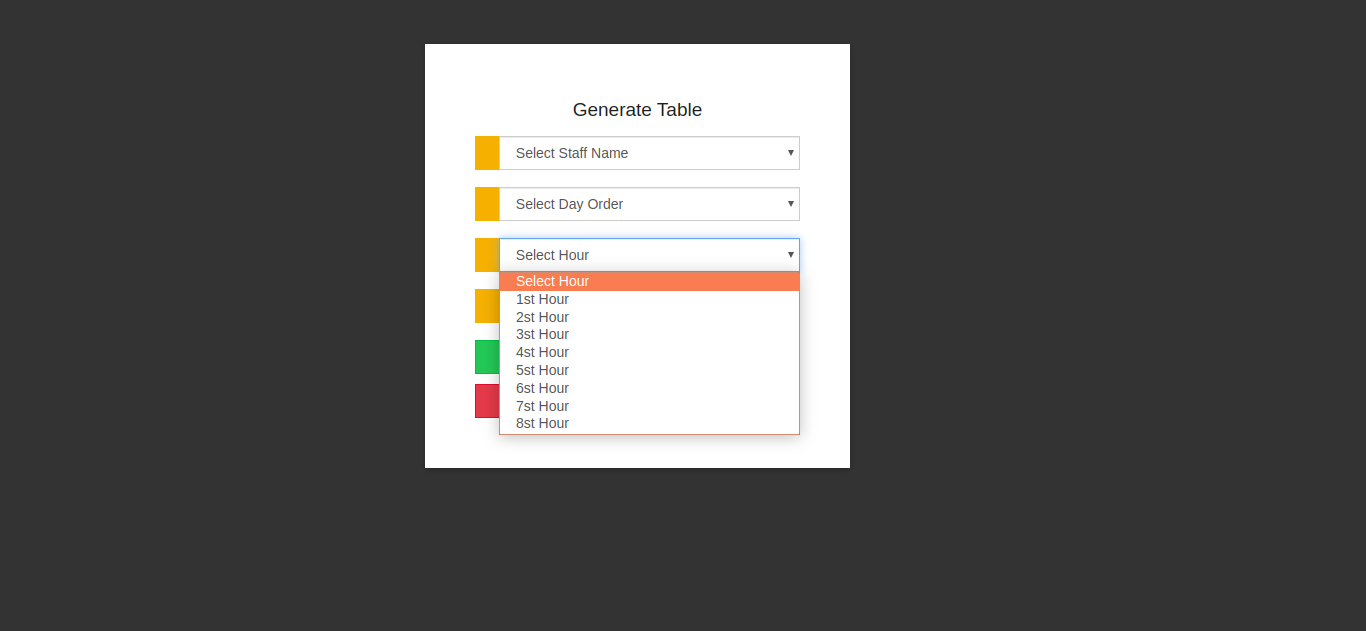 Generate Table
Select Staff Name
Select Day Order
Select Hour
Select Hour
1st Hour
2st Hour
3st Hour
4st Hour
5st Hour
6st Hour
7st Hour
8st Hour